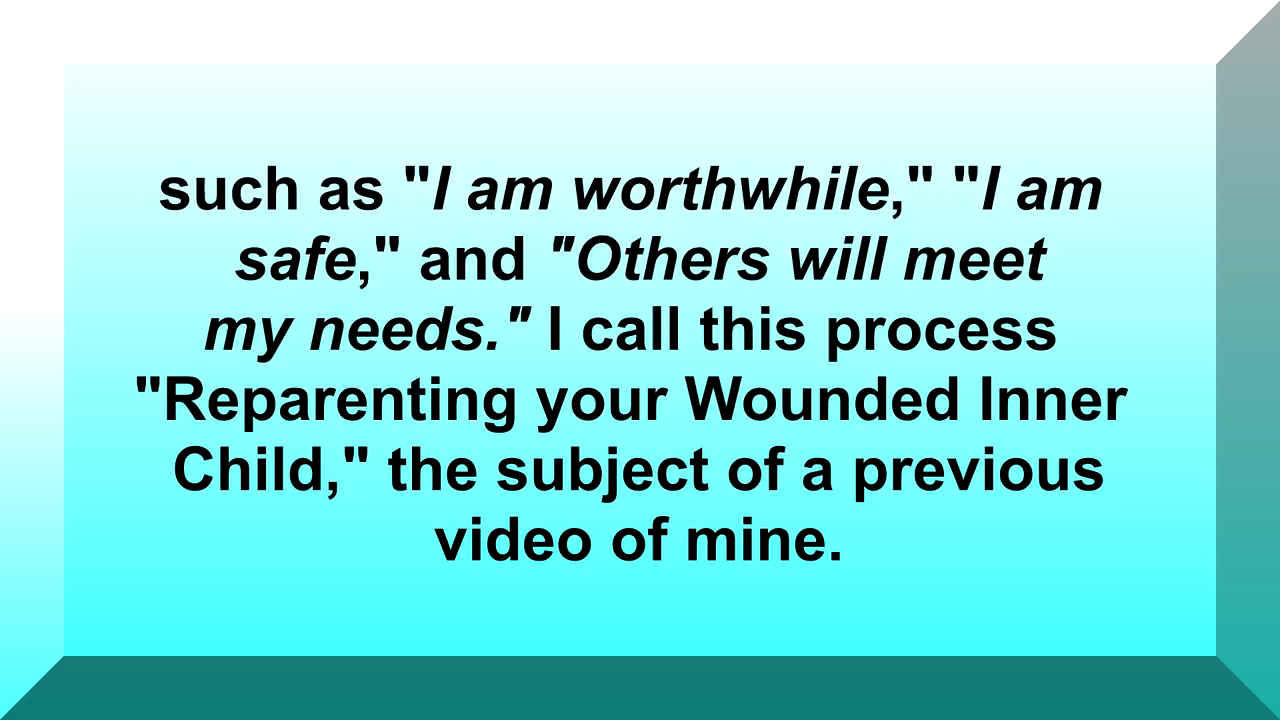 such as "I am worthwhile," "I am
safe," and "Others will meet
my needs." I call this process
"Reparenting your Wounded Inner
Child," the subject of a previous
video of mine.